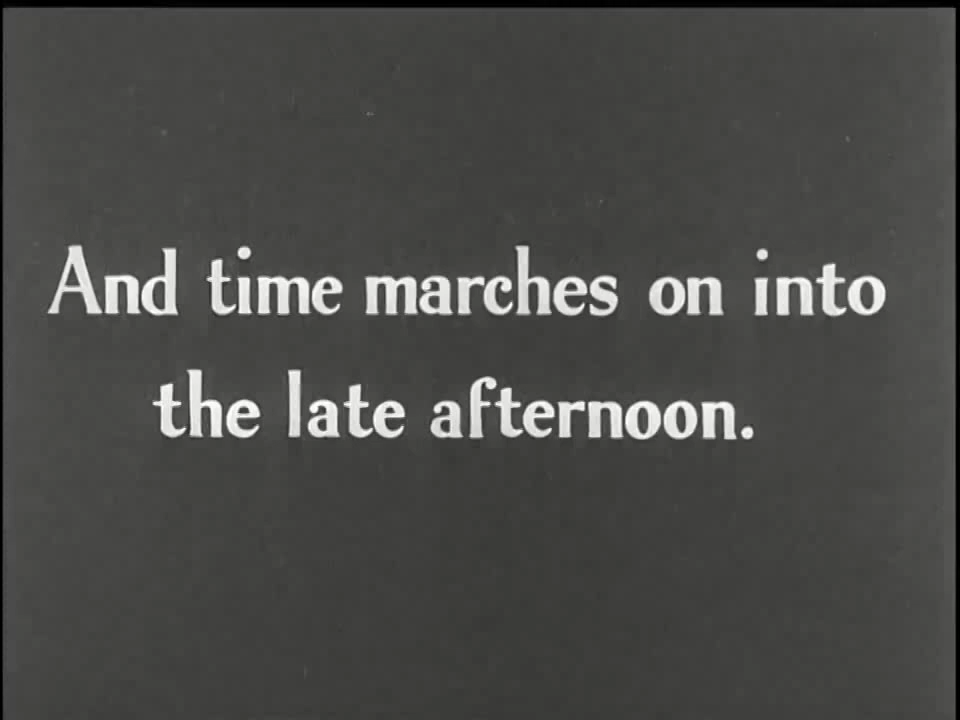 And time marches on into
the late afternoon.